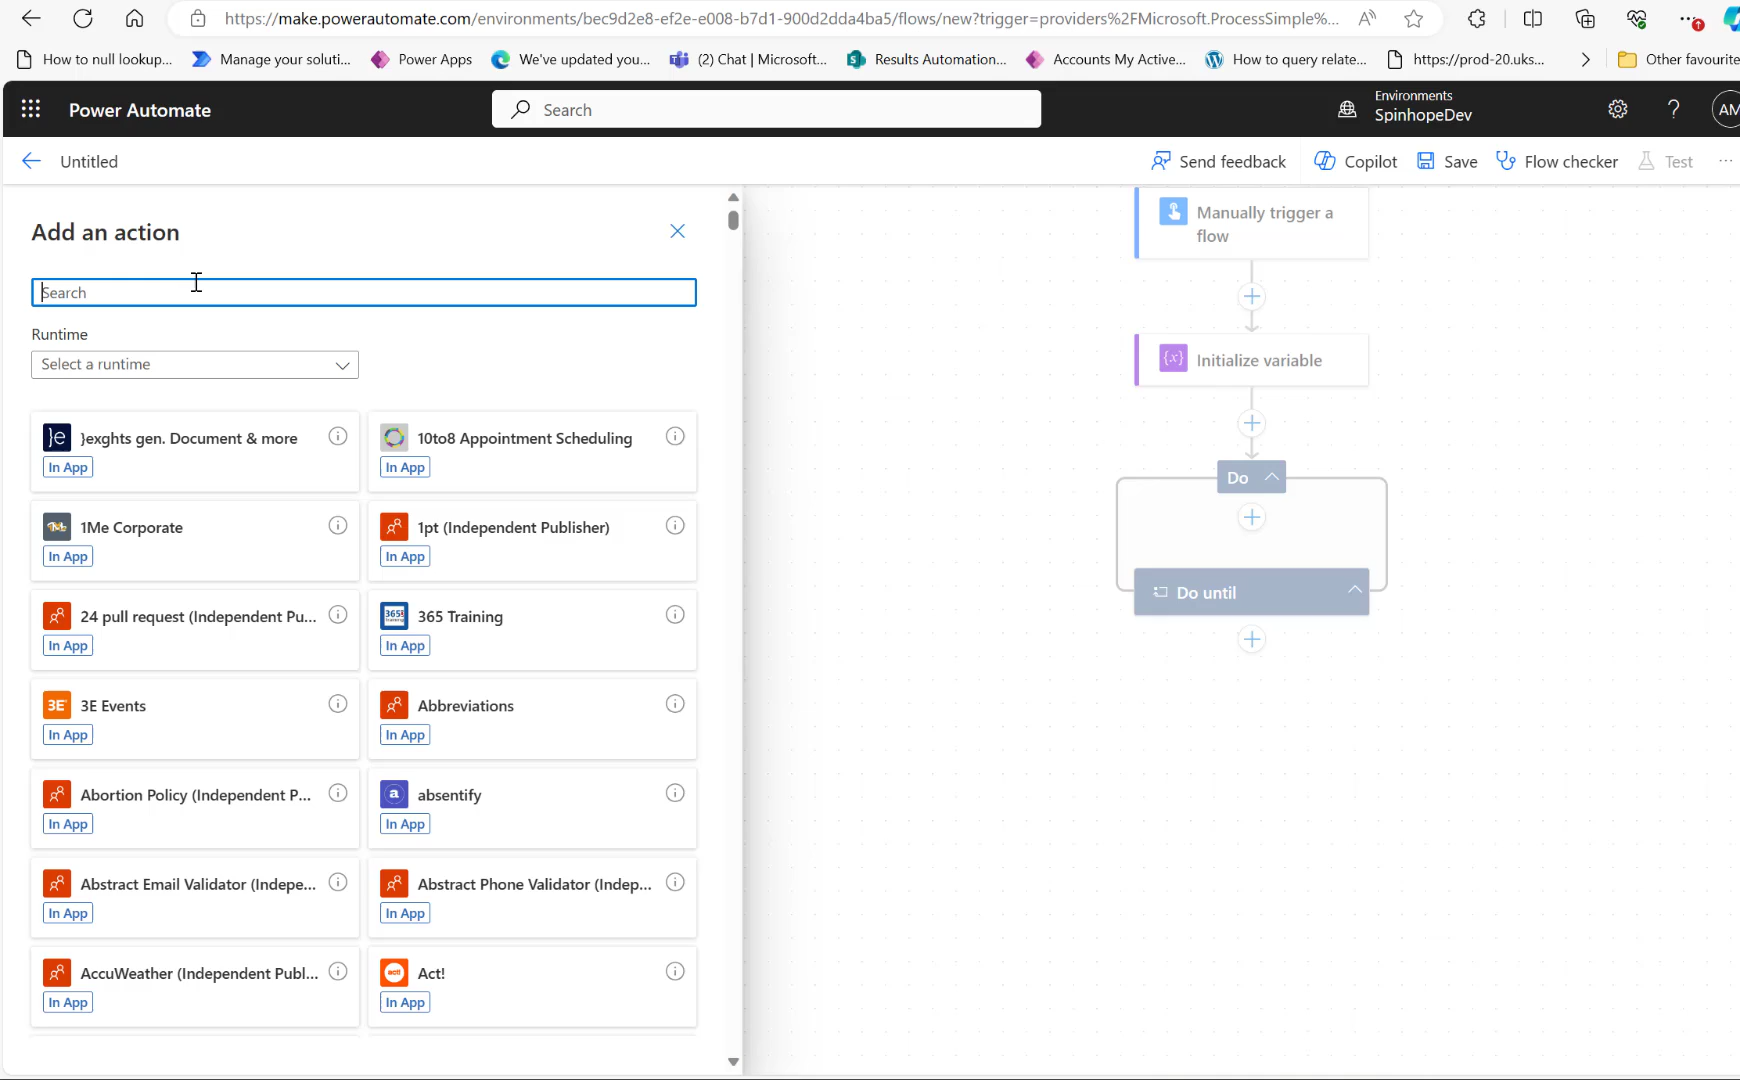 https://make.powerautomate.com/environments/bec9d2e8-ef2e-e008-b7d1-900d2dda4ba5/flows/new?trigger=providers%2FMicrosoft.ProcessSimple%...
How to null lookup...
Manage your soluti...
Power Apps
We've updated you...
(2) Chat | Microsoft...
Results Automation...
Accounts My Active...
How to query relate...
https://prod-20.uks...
Other favourite
Power Automate
Search
Environments
SpinhopeDev
AM
Untitled
Send feedback
Copilot
Save
Flow checker
Test
Add an action
Search
Runtime
Select a runtime
}e
}exghts gen. Document & more
In App
10to8 Appointment Scheduling
In App
1Me Corporate
In App
1pt (Independent Publisher)
In App
24 pull request (Independent Pu...
In App
365
365 Training
In App
3E
3E Events
In App
Abbreviations
In App
Abortion Policy (Independent P...
In App
a
absentify
In App
Abstract Email Validator (Indepe...
In App
Abstract Phone Validator (Indep...
In App
AccuWeather (Independent Publ...
In App
act!
Act!
In App
Manually trigger a
flow
{x}
Initialize variable
Do
Do until